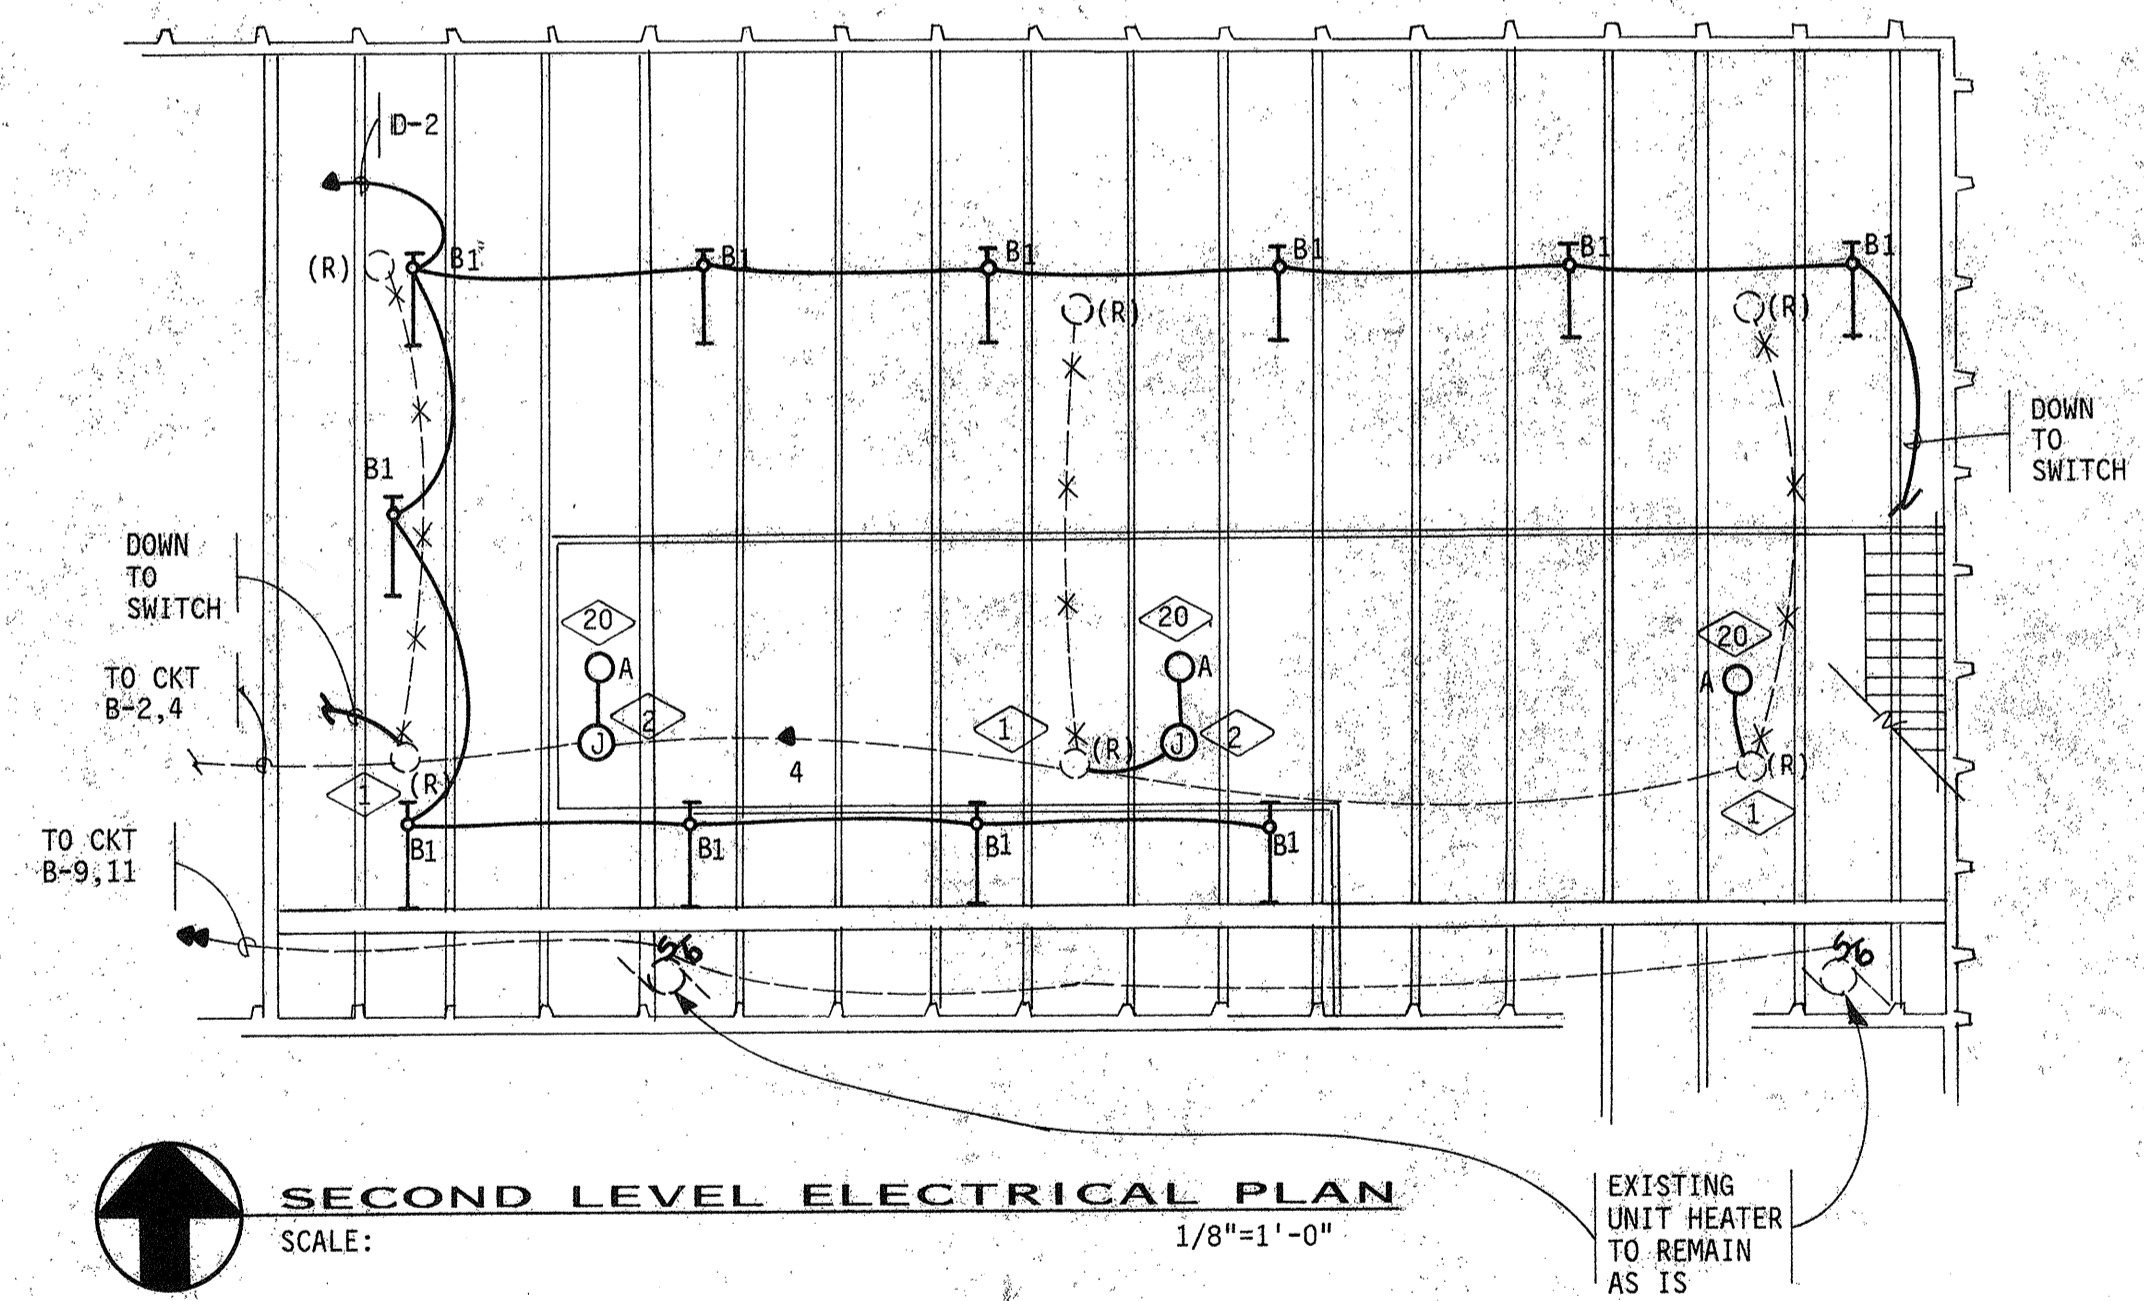 D-2
(R)
B1
B1
B1
B1
B1
B1
(R)
(R)
DOWN
TO
SWITCH
B1
DOWN
TO
SWITCH
20
20
20
A
A
A
TO CKT
B-2,4
2
J
1
(R)
J
2
4
(R)
1
(R)
1
B1
B1
B1
B1
TO CKT
B-9,11
56
56
SECOND LEVEL ELECTRICAL PLAN
SCALE:
1/8"=1'-0"
EXISTING
UNIT HEATER
TO REMAIN
AS IS